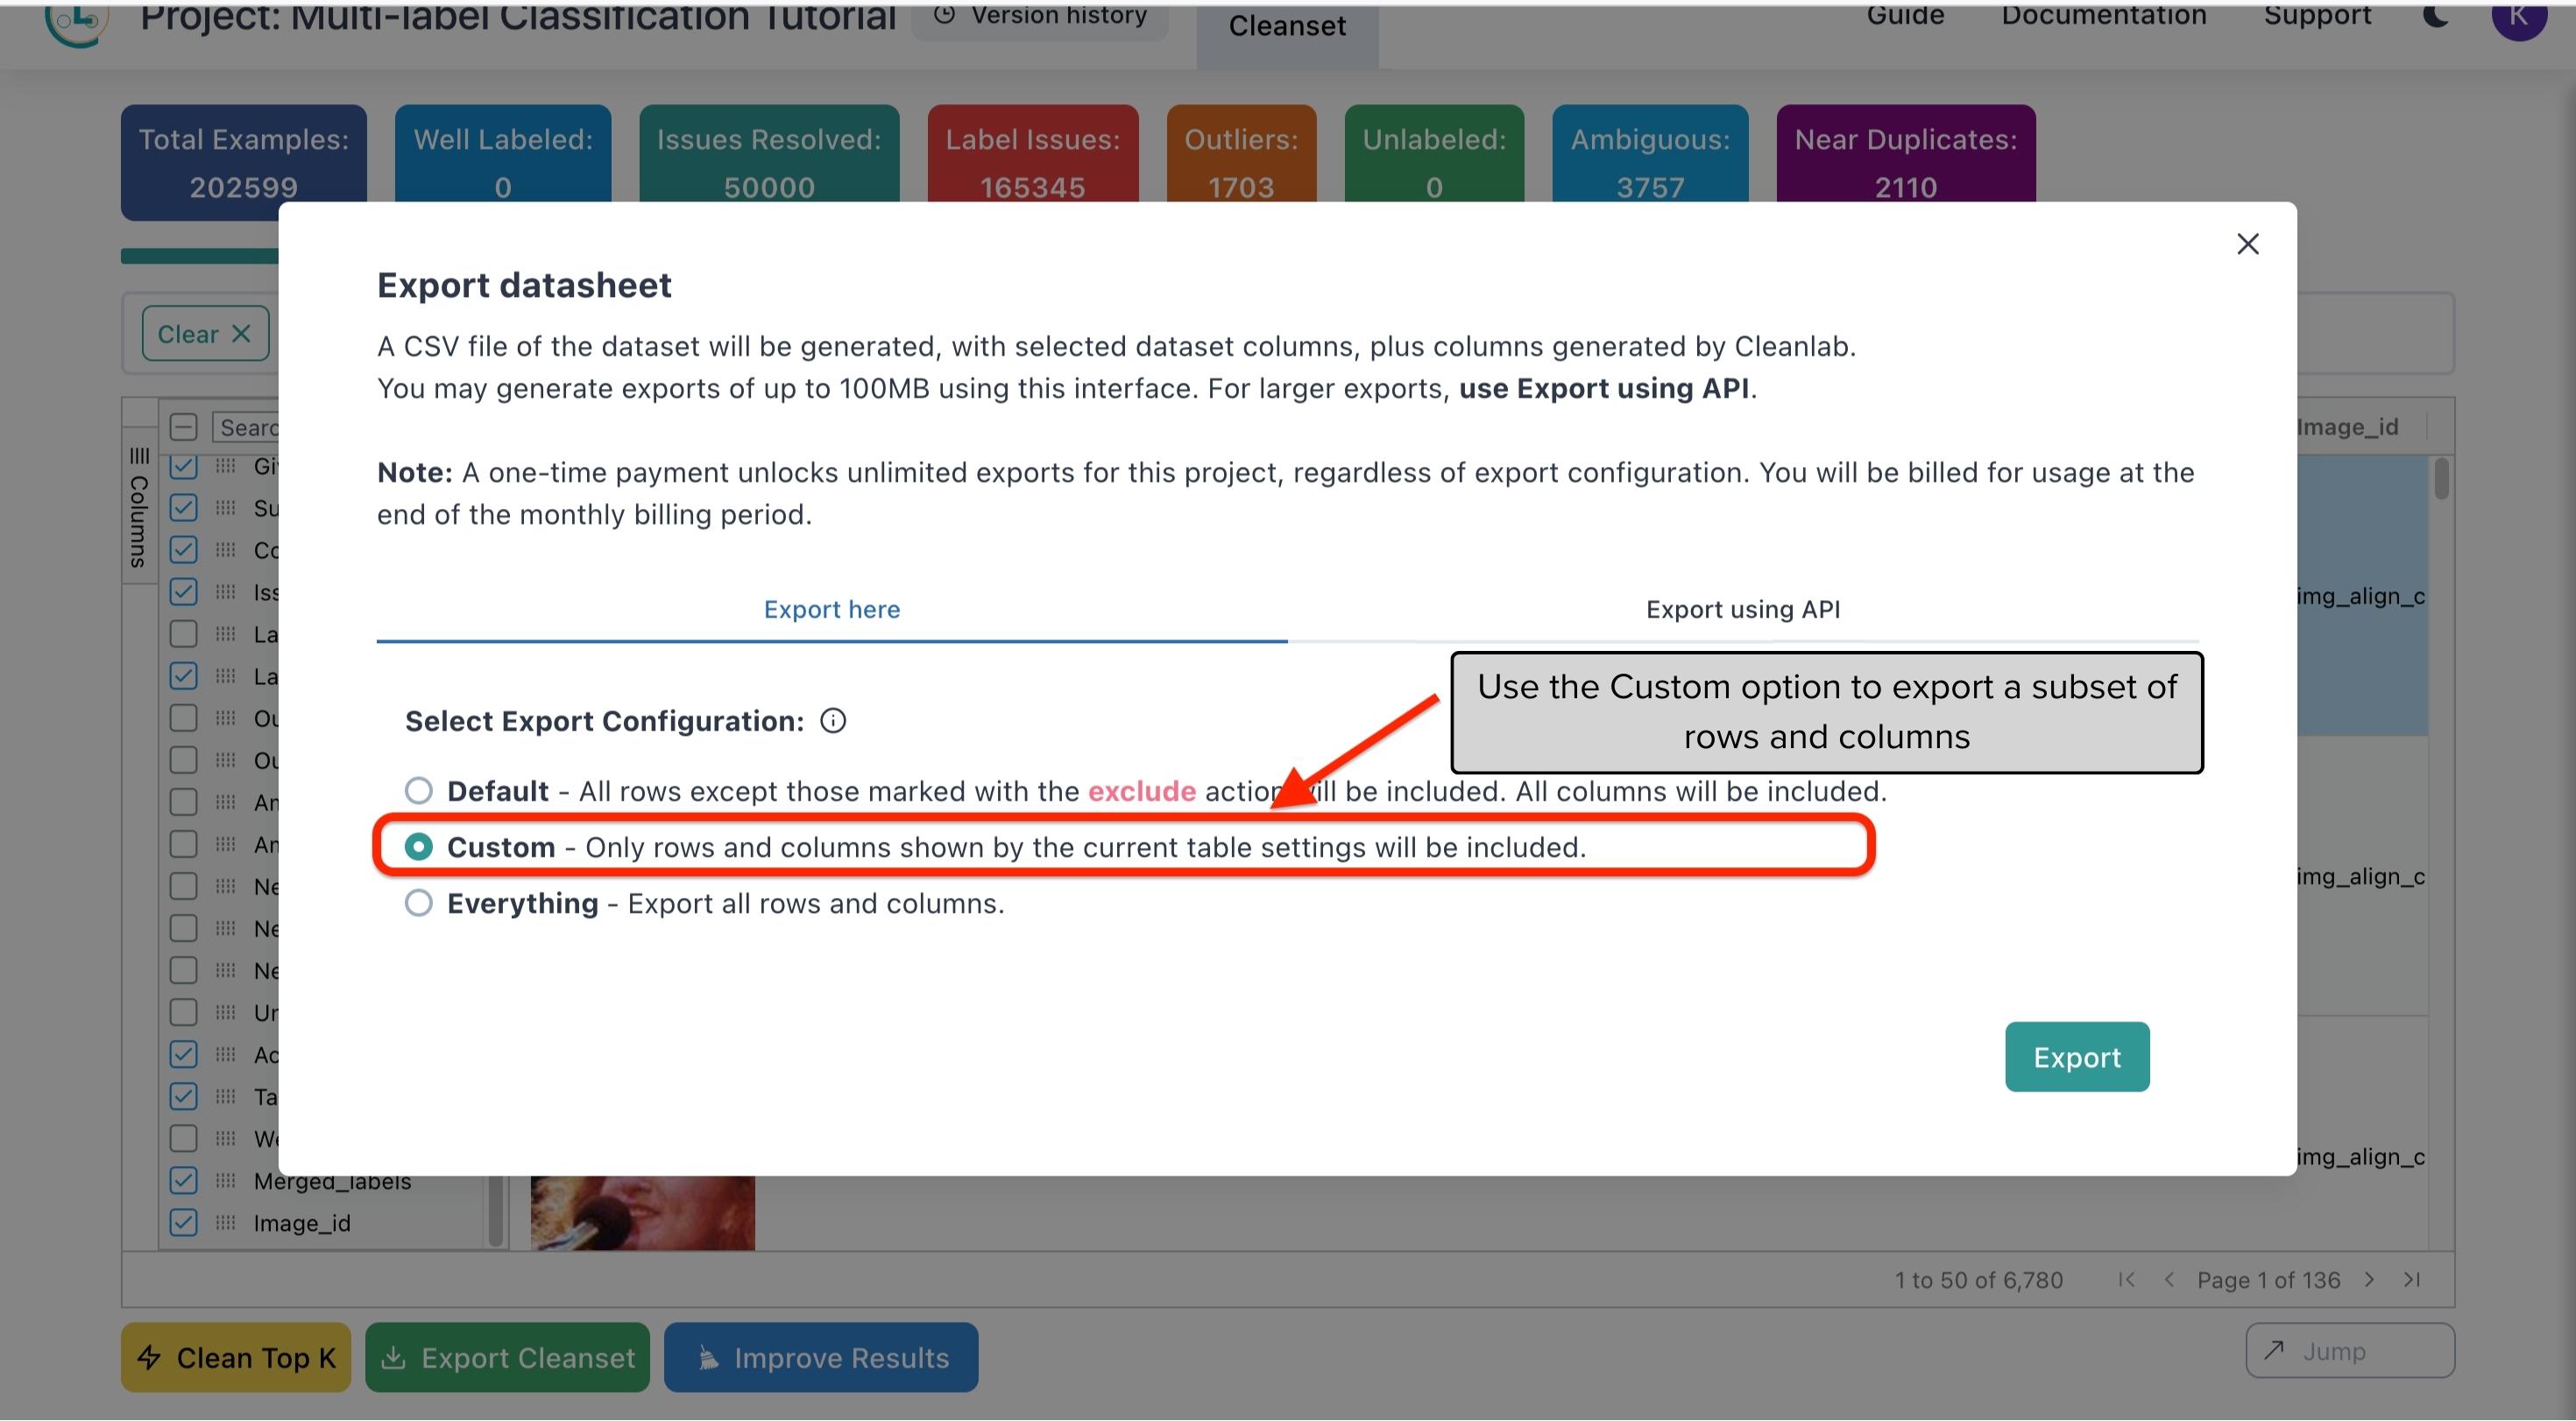 Project: Multi-label Classification Tutorial
Version history
Cleanset
Guide
Documentation
Support
K
Total Examples:
202599
Well Labeled:
0
Issues Resolved:
50000
Label Issues:
165345
Outliers:
1703
Unlabeled:
0
Ambiguous:
3757
Near Duplicates:
2110
Clear
Export datasheet
A CSV file of the dataset will be generated, with selected dataset columns, plus columns generated by Cleanlab.
You may generate exports of up to 100MB using this interface. For larger exports, use Export using API.
Note: A one-time payment unlocks unlimited exports for this project, regardless of export configuration. You will be billed for usage at the
end of the monthly billing period.
Export here
Export using API
Use the Custom option to export a subset of
rows and columns
Select Export Configuration:
Default - All rows except those marked with the exclude action will be included. All columns will be included.
Custom - Only rows and columns shown by the current table settings will be included.
Everything - Export all rows and columns.
Export
Columns
Searc
Gi
Su
Co
Iss
La
La
Ou
Ou
Am
Am
Ne
Ne
Ne
Un
Ac
Ta
We
Merged_labels
Image_id
Image_id
img_align_c
img_align_c
img_align_c
1 to 50 of 6,780
Page 1 of 136
Clean Top K
Export Cleanset
Improve Results
Jump